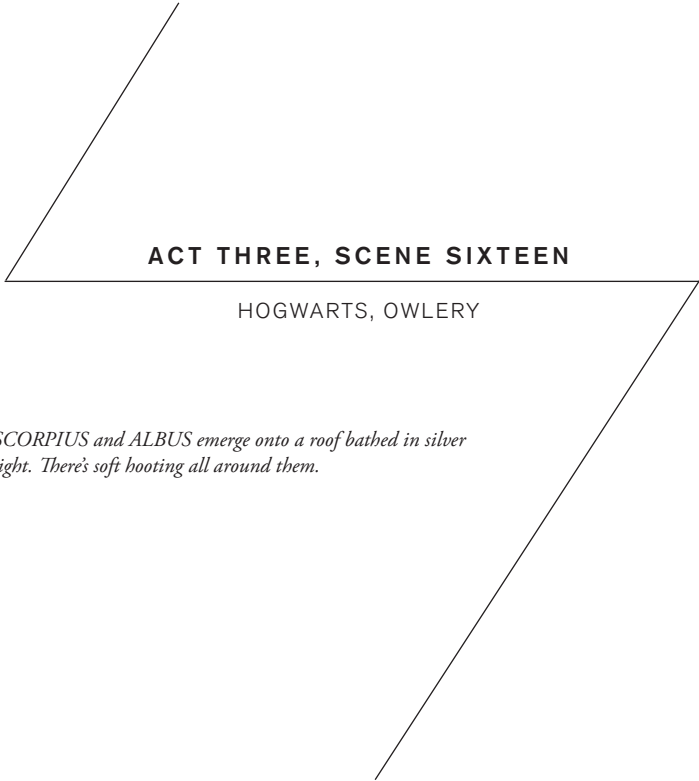 ACT THREE, SCENE SIXTEEN
HOGWARTS, OWLERY
SCORPIUS and ALBUS emerge onto a roof bathed in silver
ight. There’s soft hooting all around them.